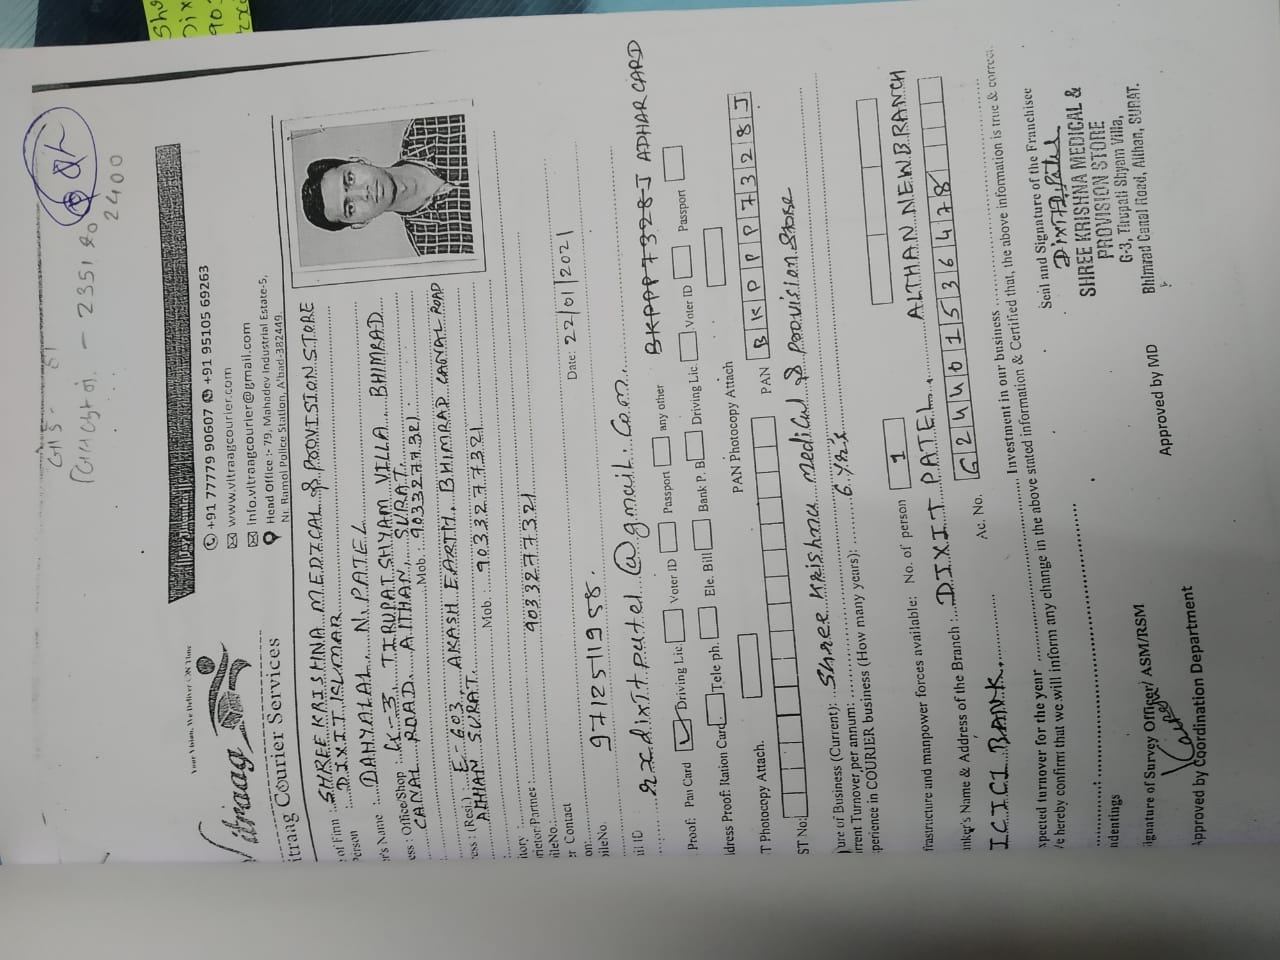 2351 20
2400
Your Vision, We Deliver ON Time
Vitraag
itraag Courier Services
+91 77779 90607 +91 95105 69263
www.vitraagcourier.com
Info.vitraagcourier@gmail.com
Head Office :- 79, Mahadev Industrial Estate-5,
Nr. Ramol Police Station, A'bad-382449.
of Firm : SHREE KRISHNA MEDICAL & PROVISION STORE
Person DIXIT ISLMAR
r's Name : DAHYALAL. N. PATEL
ess : Office/Shop : G-3 TIRUPATI SHYAM VILLA. BHIMRAD
CANAL ROAD. ALTHAN, SURAT.
Mob. : 9033277321
ess : (Resi.) : E-603, AKASH EARTH. BHIMRAD CANAL ROAD
ALTHAN SURAT.
Mob. : 9033277321
itory :
rietor/Partner :
ileNo.: 9033277321
r Contact
on: Date: 22/01/2021
ileNo. 9712511958.
il ID : rxdixitpatel@gmail.com
BKPPP7328J ADHAR CARD
Proof: Pan Card Driving Lic. Voter ID Passport any other
Address Proof: Ration Card Tele ph. Ele. Bill Bank P. B Driving Lic. Voter ID Passport
T Photocopy Attach. PAN Photocopy Attach
ST No: PAN BKPPP7328J
ure of Business (Current): Shree Krishna Medical & Provision Store
rrent Turnover per annum:
xperience in COURIER business (How many years): 6 yrs
frastructure and manpower forces available: No. of person 1
anker's Name & Address of the Branch : DIXIT PATEL. ALTHAN NEW BRANCH
ICICI BANK. Ac. No.
xpected turnover for the year Investment in our business
e hereby confirm that we will inform any change in the above stated information & Certified that, the above information is true & correct.
Seal and Signature of the Franchisee
Dixit Patel
SHREE KRISHNA MEDICAL &
PROVISION STORE
G-3, Tirupati Shyam Villa,
Bhimrad Canal Road, Althan, SURAT.
ndentings
ignature of Survey Officer/ ASM/RSM
Approved by MD
Approved by Coordination Department